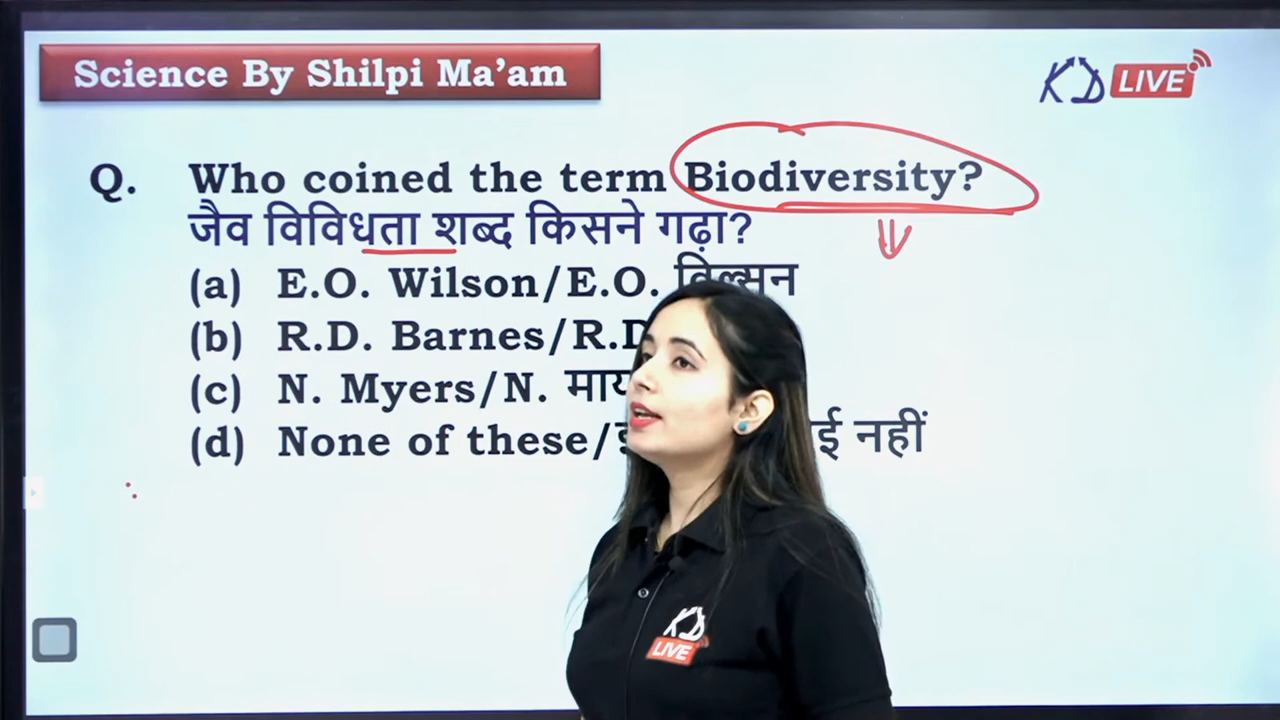 Science By Shilpi Ma'am
KD LIVE
Q. Who coined the term Biodiversity?
जैव विविधता शब्द किसने गढ़ा?
(a) E.O. Wilson/E.O. विल्सन
(b) R.D. Barnes/R.D
(c) N. Myers/N. माय
(d) None of these/ई नहीं
KD
LIVE